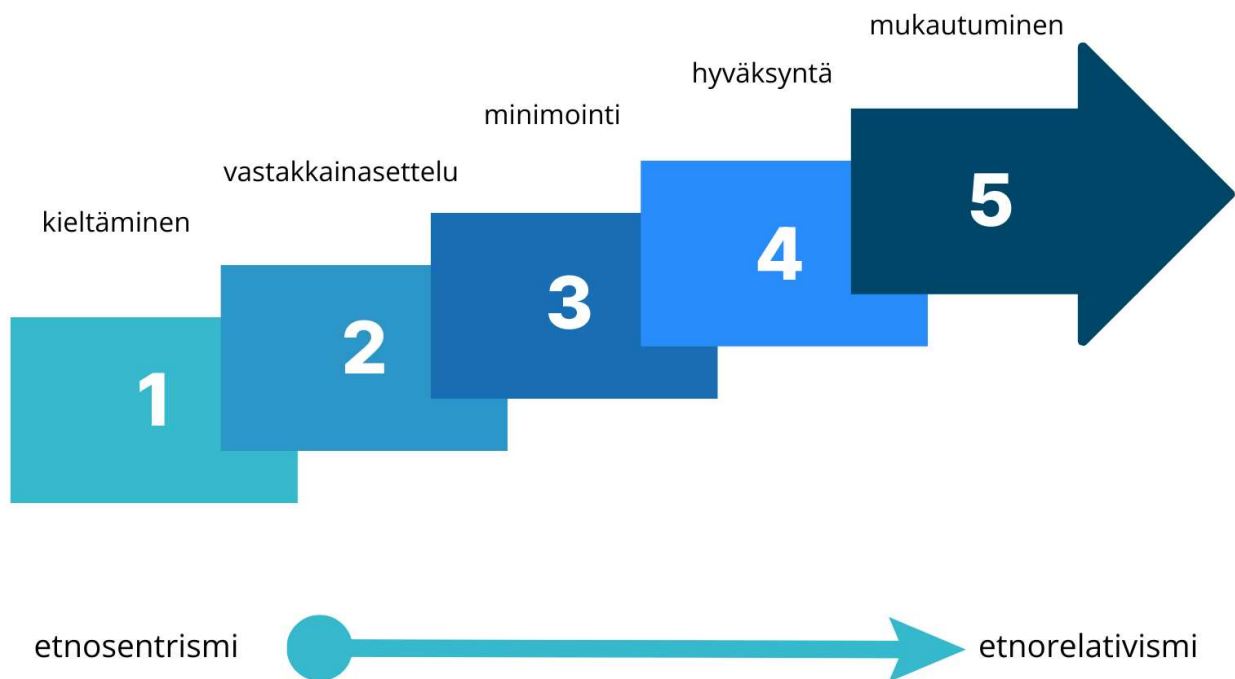 mukautuminen
hyväksyntä
minimointi
vastakkainasettelu
kieltäminen
5
4
3
2
1
etnosentrismi
etnorelativismi